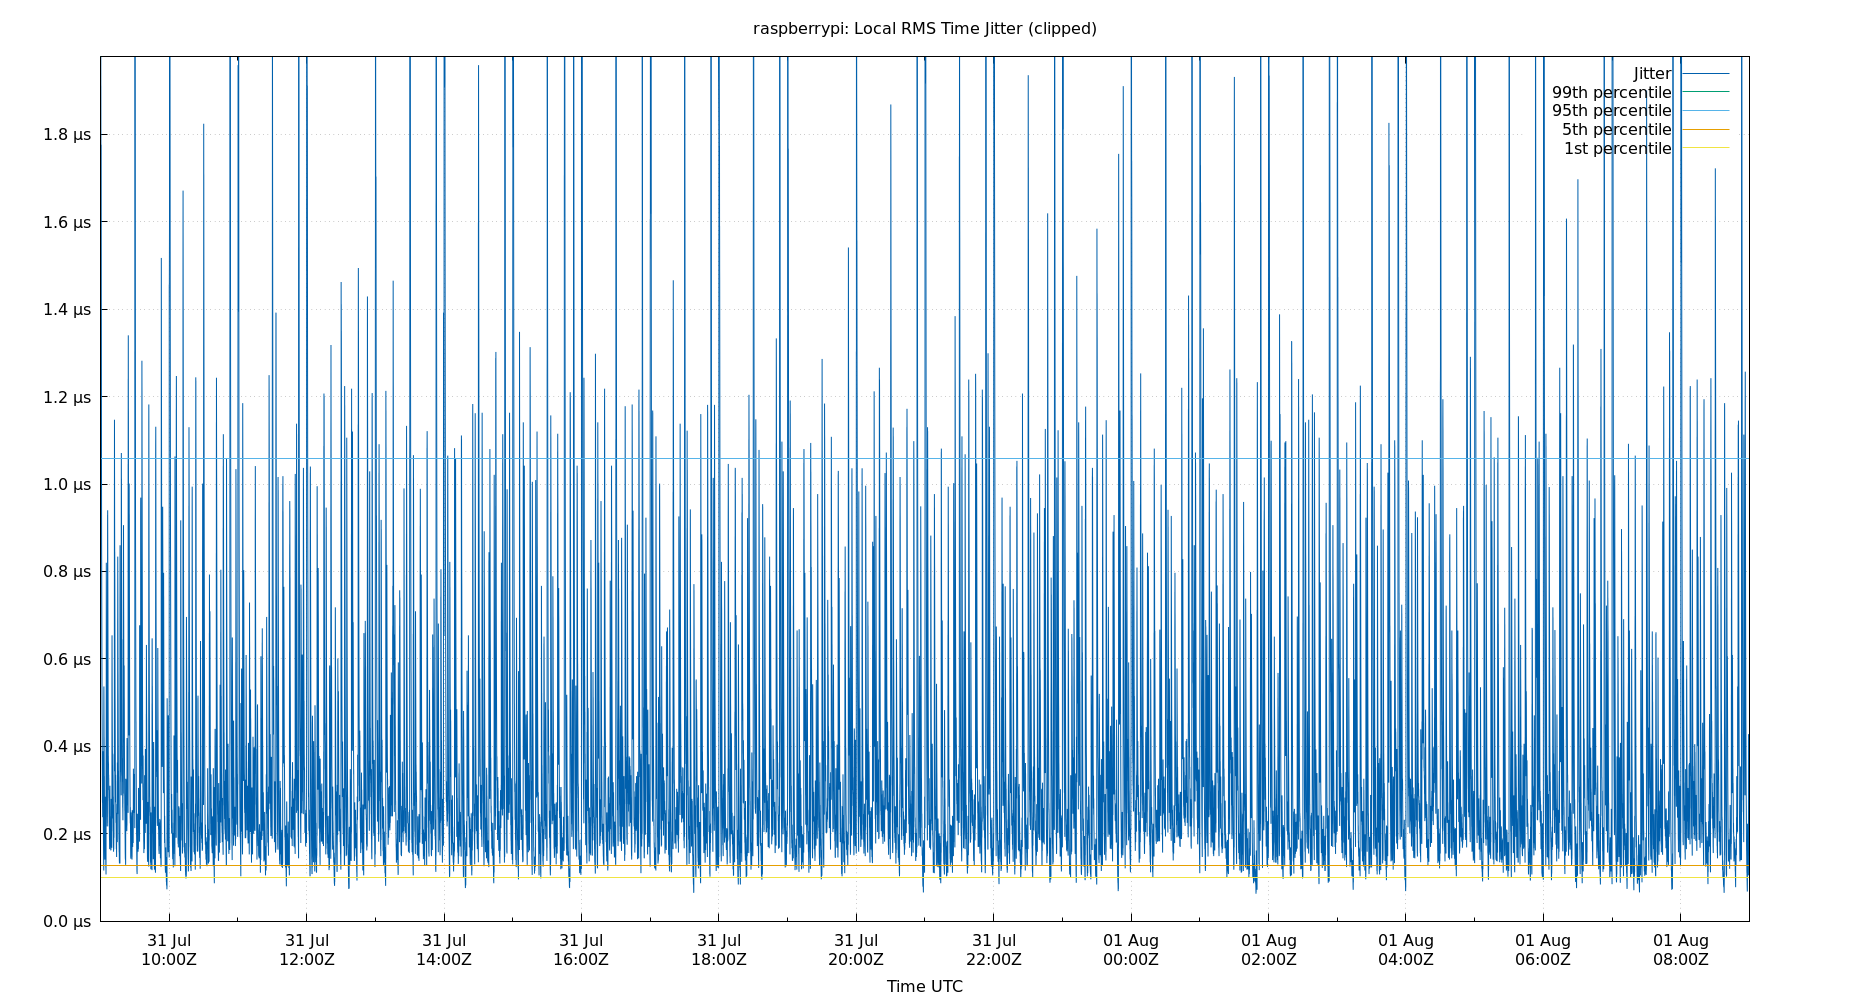 raspberrypi: Local RMS Time Jitter (clipped)
Jitter
99th percentile
95th percentile
5th percentile
1st percentile
1.8 μs
1.6 μs
1.4 μs
1.2 μs
1.0 μs
0.8 μs
0.6 μs
0.4 μs
0.2 μs
0.0 μs
31 Jul 31 Jul 31 Jul 31 Jul 31 Jul 31 Jul 31 Jul 01 Aug 01 Aug 01 Aug 01 Aug 01 Aug
10:00Z 12:00Z 14:00Z 16:00Z 18:00Z 20:00Z 22:00Z 00:00Z 02:00Z 04:00Z 06:00Z 08:00Z
Time UTC